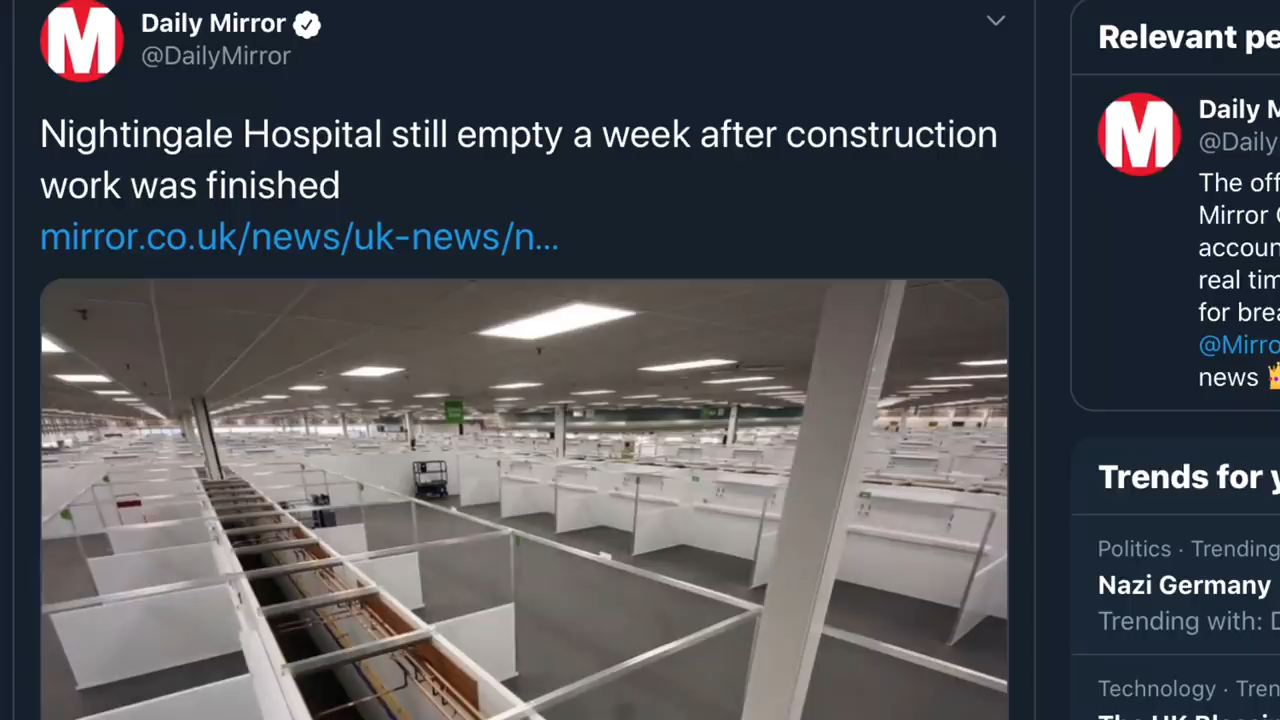 Daily Mirror
@DailyMirror
Nightingale Hospital still empty a week after construction
work was finished
mirror.co.uk/news/uk-news/n...
Relevant pe
Daily M
@Daily
The off
Mirror
accoun
real tim
for brea
@Mirro
news
Trends for y
Politics · Trending
Nazi Germany
Trending with: D
Technology · Tren